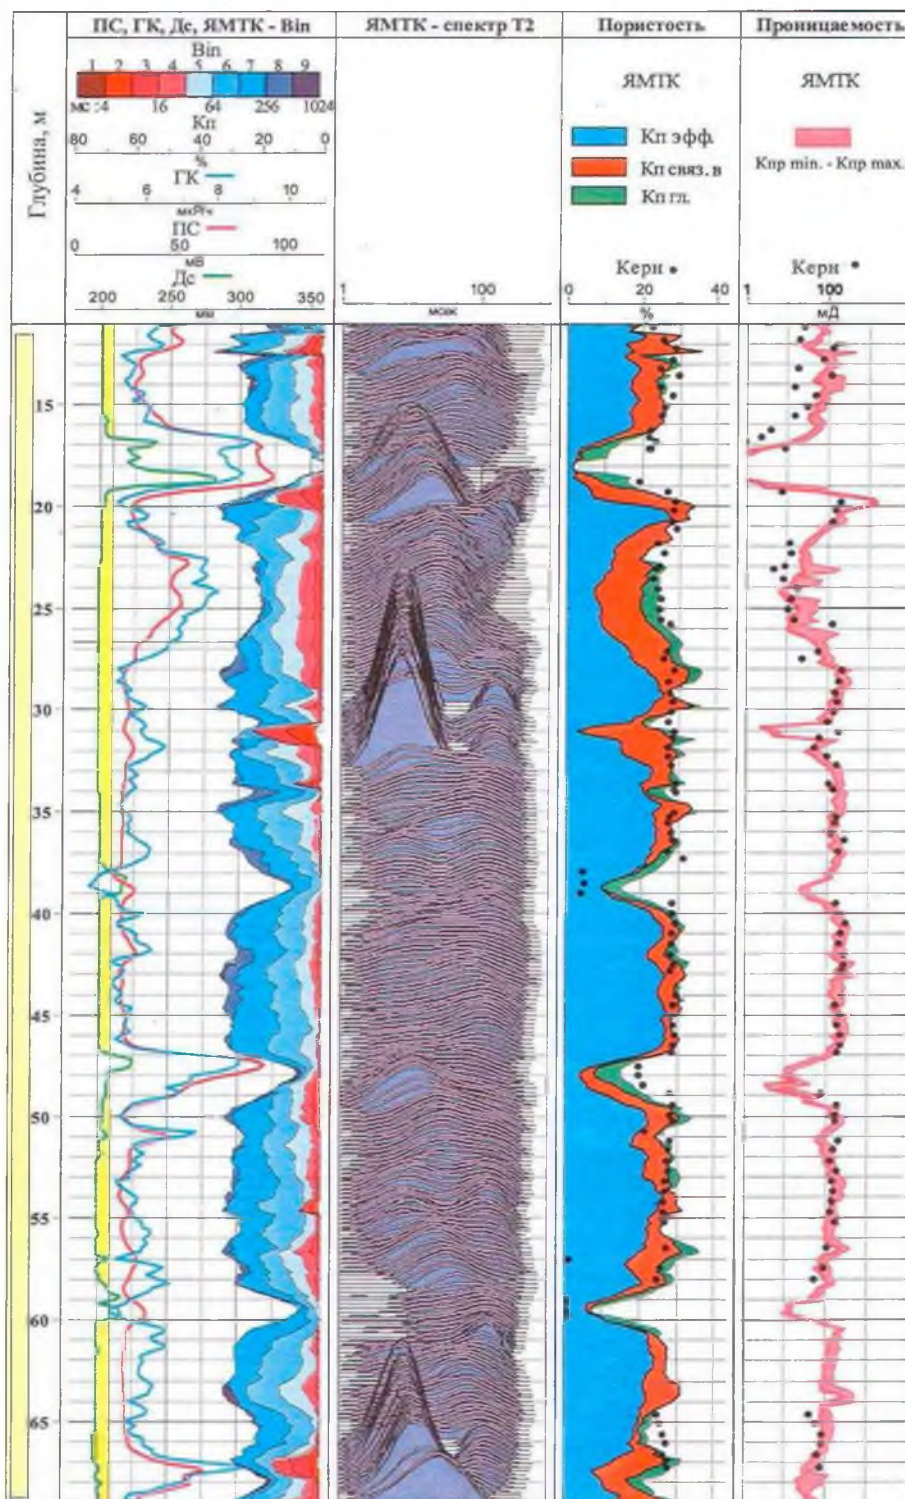 ПС, ГК, Дс, ЯМТК - Bin
ЯМТК - спектр Т2
Пористость
Проницаемость
Глубина, м
Bin
1 2 3 4 5 6 7 8 9
мс :4 16 64 256 1024
Кп
80 60 40 20 0
%
ГК
4 6 8 10
мкР/ч
ПС
0 50 100
мВ
Дс
200 250 300 350
мм
1 100
мсек
ЯМТК
Кп эфф.
Кп связ. в
Кп гл.
Керн
0 20 40
%
ЯМТК
Кпр min. - Кпр max.
Керн
1 100
мД
15
20
25
30
35
40
45
50
55
60
65